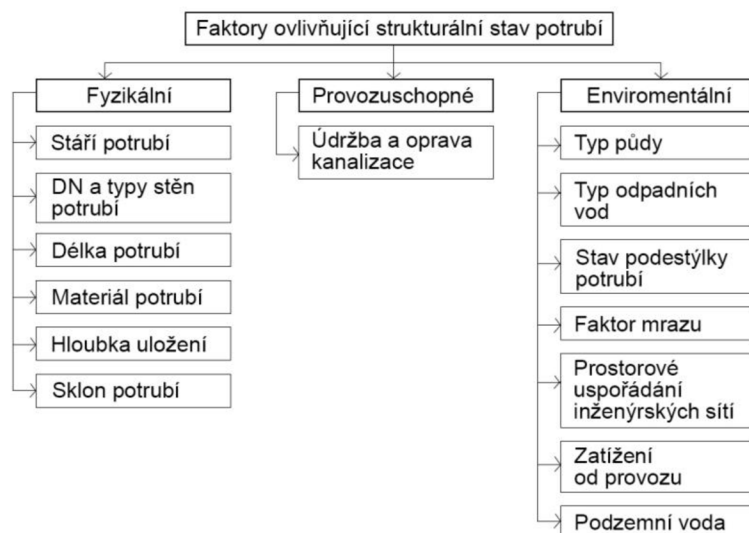 Faktory ovlivňující strukturální stav potrubí
Fyzikální
Stáří potrubí
DN a typy stěn
potrubí
Délka potrubí
Materiál potrubí
Hloubka uložení
Sklon potrubí
Provozuschopné
Údržba a oprava
kanalizace
Enviromentální
Typ půdy
Typ odpadních
vod
Stav podestýlky
potrubí
Faktor mrazu
Prostorové
uspořádání
inženýrských sítí
Zatížení
od provozu
Podzemní voda